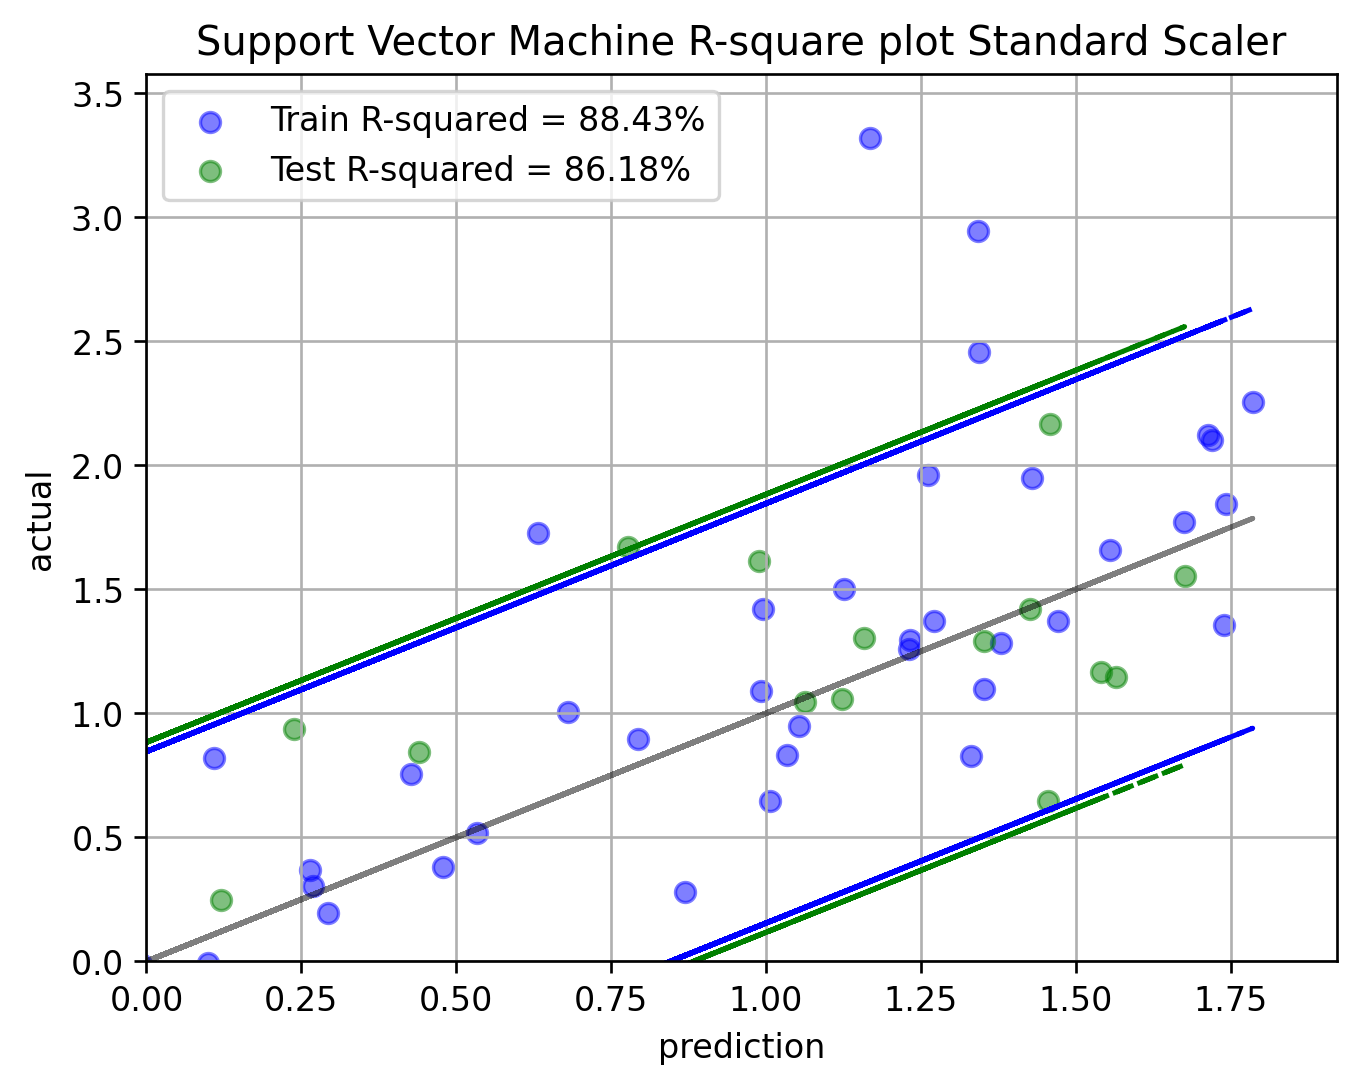 Support Vector Machine R-square plot Standard Scaler
Train R-squared = 88.43%
Test R-squared = 86.18%
3.5
3.0
2.5
2.0
1.5
1.0
0.5
0.0
actual
0.00 0.25 0.50 0.75 1.00 1.25 1.50 1.75
prediction